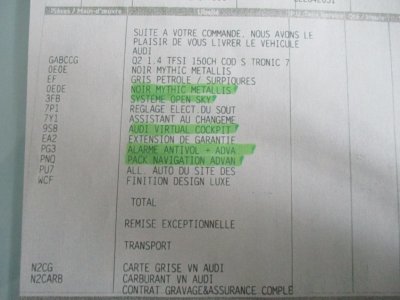 Pièces / Main-d'œuvre
SUITE A VOTRE COMMANDE, NOUS AVONS LE
PLAISIR DE VOUS LIVRER LE VEHICULE
AUDI
GABCCG Q2 1.4 TFSI 150CH COD S TRONIC 7
0E0E NOIR MYTHIC METALLIS
EF GRIS PETROLE / SURPIQURES
0E0E NOIR MYTHIC METALLIS
3FB SYSTEME OPEN SKY
7P1 REGLAGE ELECT.DU SOUT
7Y1 ASSISTANT AU CHANGEME
9S8 AUDI VIRTUAL COCKPIT
EA2 EXTENSION DE GARANTIE
PG3 ALARME ANTIVOL - ADVA
PNQ PACK NAVIGATION ADVAN
PU7 ALL. AUTO DU SITE DES
WCF FINITION DESIGN LUXE
TOTAL
REMISE EXCEPTIONNELLE
TRANSPORT
N2CG CARTE GRISE VN AUDI
N2CARB CARBURANT VN AUDI
CONTRAT GRAVAGE&ASSURANCE COMPLE